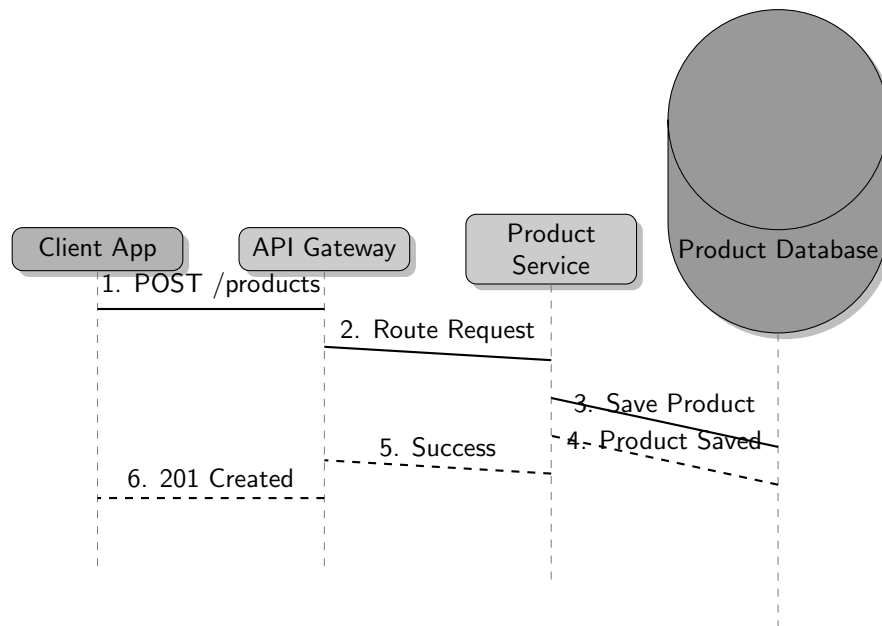 Client App
API Gateway
Product
Service
Product Database
1. POST /products
2. Route Request
3. Save Product
4. Product Saved
5. Success
6. 201 Created